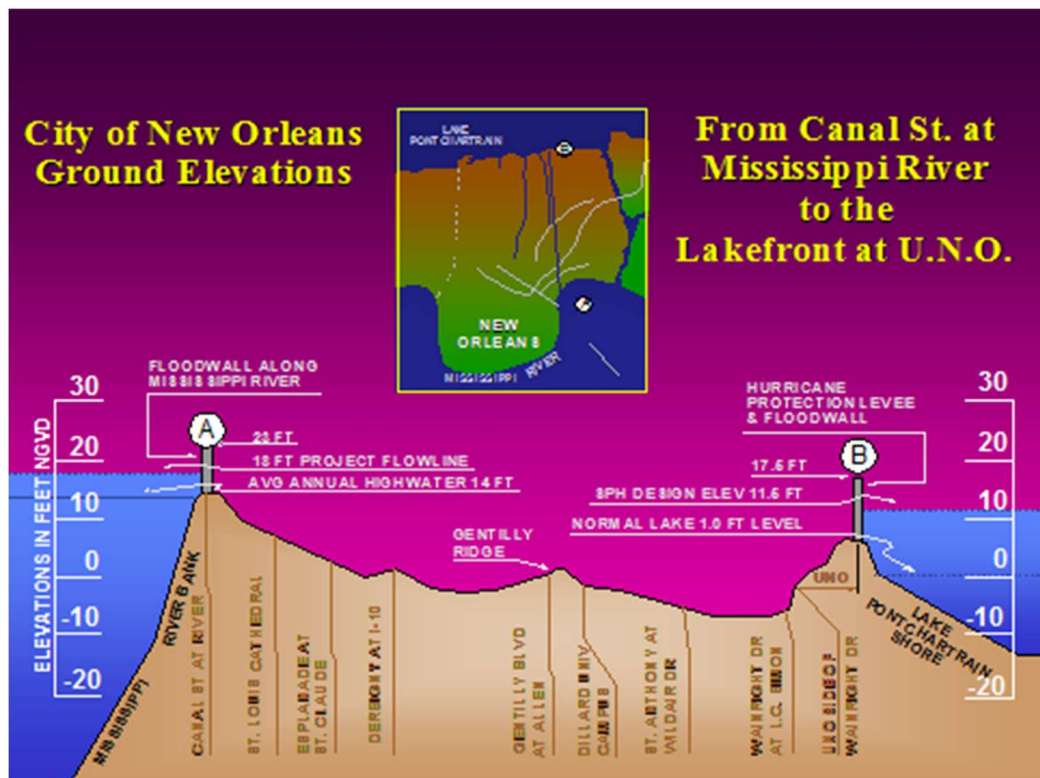 City of New Orleans
Ground Elevations
From Canal St. at
Mississippi River
to the
Lakefront at U.N.O.
LAKE
PONTCHARTRAIN
B
NEW
ORLEANS
MISSISSIPPI RIVER
FLOODWALL ALONG
MISSISSIPPI RIVER
HURRICANE
PROTECTION LEVEE
& FLOODWALL
A
23 FT
18 FT PROJECT FLOWLINE
AVG ANNUAL HIGHWATER 14 FT
GENTILLY
RIDGE
B
17.5 FT
SPH DESIGN ELEV 11.5 FT
NORMAL LAKE 1.0 FT LEVEL
ELEVATIONS IN FEET NGVD
30
20
10
0
-10
-20
30
20
10
0
-10
-20
MISSISSIPPI
RIVER BANK
CANAL ST AT RIVER
ST. LOUIS CATHEDRAL
ESPLANADE AT
ST. CLAUDE
DERBIGNY AT I-10
GENTILLY BLVD
AT ALLEN
DILLARD UNIV
CAMPUS
ST. ANTHONY AT
WILDAIR DR
WAINRIGHT DR
AT L.C. SIMON
UNO SIDE OF
WAINRIGHT DR
UNO
LAKE
PONTCHARTRAIN
SHORE